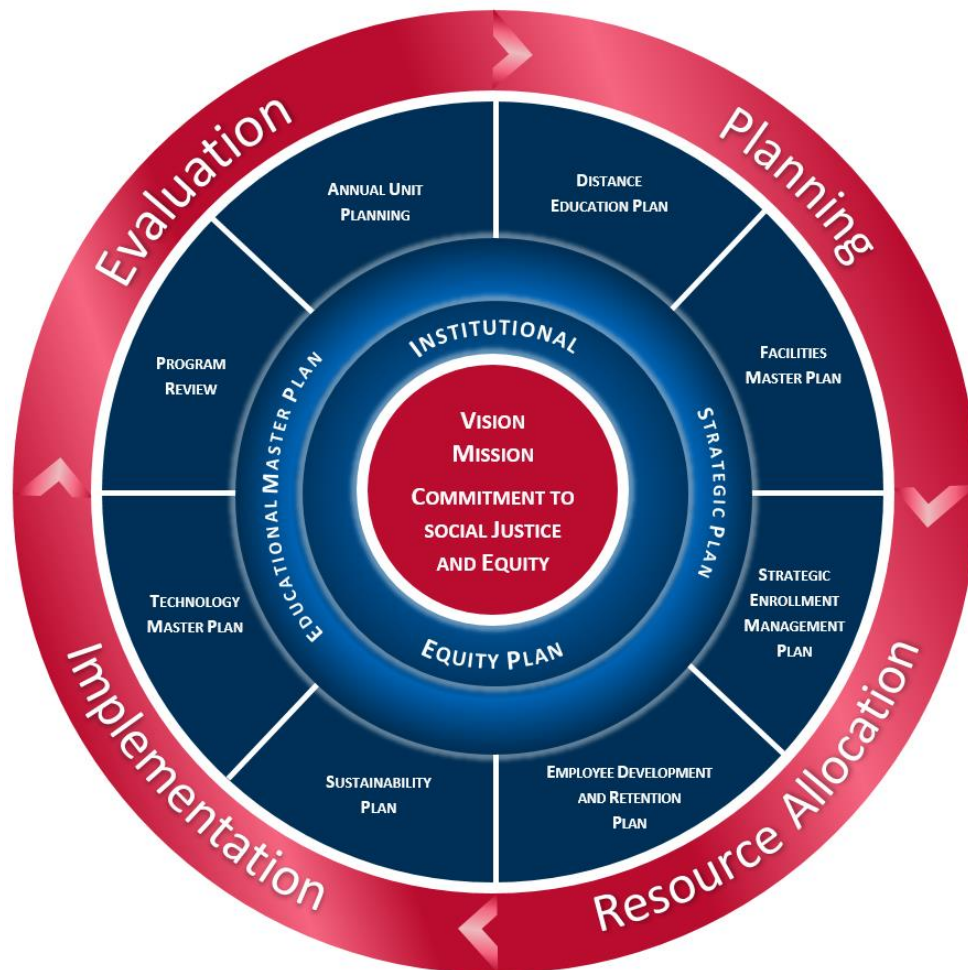 Evaluation
Planning
Resource Allocation
Implementation
ANNUAL UNIT
PLANNING
DISTANCE
EDUCATION PLAN
FACILITIES
MASTER PLAN
STRATEGIC
ENROLLMENT
MANAGEMENT
PLAN
EMPLOYEE DEVELOPMENT
AND RETENTION
PLAN
SUSTAINABILITY
PLAN
TECHNOLOGY
MASTER PLAN
PROGRAM
REVIEW
EDUCATIONAL MASTER PLAN
STRATEGIC PLAN
INSTITUTIONAL
EQUITY PLAN
VISION
MISSION
COMMITMENT TO
SOCIAL JUSTICE
AND EQUITY